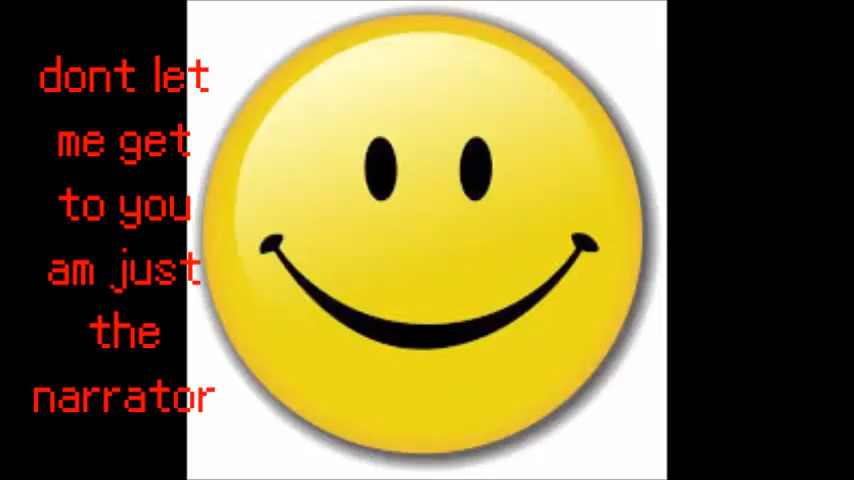 dont let
me get
to you
am just
the
narrator